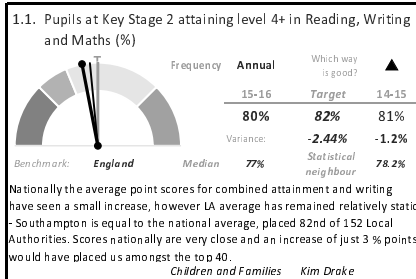 1.1. Pupils at Key Stage 2 attaining level 4+ in Reading, Writing
and Maths (%)
Frequency Annual Which way is good? ▲
15-16 Target 14-15
80% 82% 81%
Variance: -2.44% -1.2%
Benchmark: England Median 77% Statistical neighbour 78.2%
Nationally the average point scores for combined attainment and writing
have seen a small increase, however LA average has remained relatively static
- Southampton is equal to the national average, placed 82nd of 152 Local
Authorities. Scores nationally are very close and an increase of just 3 % points
would have placed us amongst the top 40.
Children and Families Kim Drake